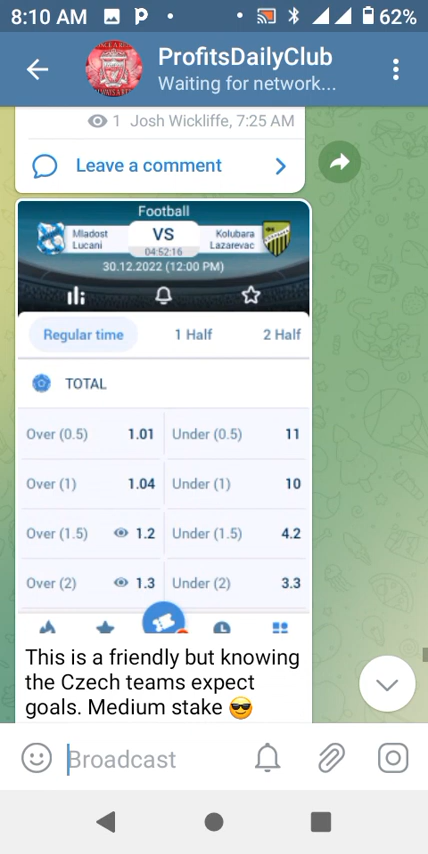 8:10 AM
62%
ProfitsDailyClub
Waiting for network...
1 Josh Wickliffe, 7:25 AM
Leave a comment
Football
Mladost
Lucani
VS
Kolubara
Lazarevac
04:52:16
30.12.2022 (12:00 PM)
Regular time 1 Half 2 Half
TOTAL
Over (0.5) 1.01 Under (0.5) 11
Over (1) 1.04 Under (1) 10
Over (1.5) 1.2 Under (1.5) 4.2
Over (2) 1.3 Under (2) 3.3
This is a friendly but knowing
the Czech teams expect
goals. Medium stake 😎
Broadcast